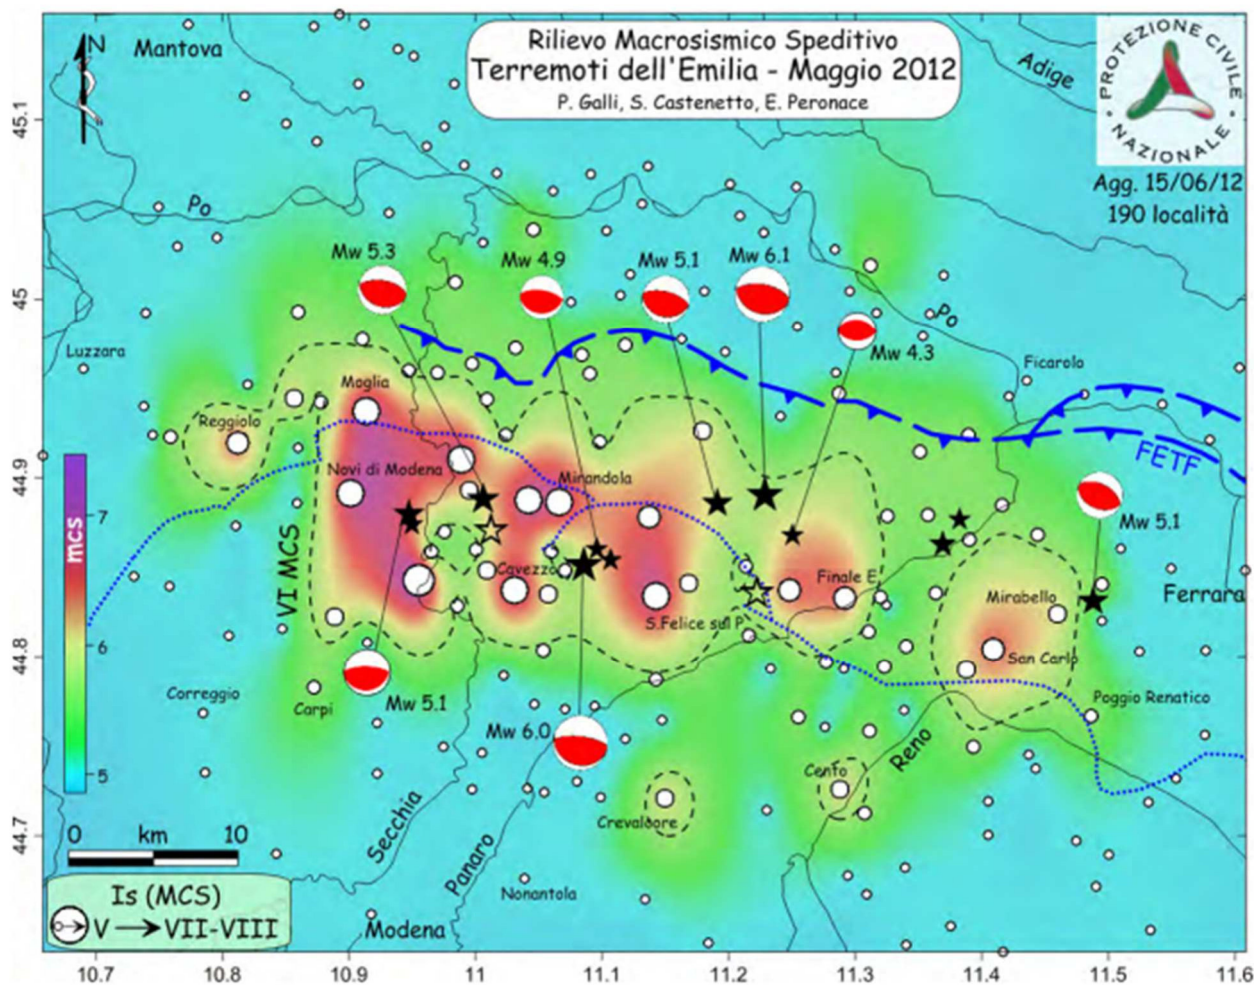 Rilievo Macrosismico Speditivo
Terremoti dell'Emilia - Maggio 2012
P. Galli, S. Castenetto, E. Peronace
PROTEZIONE CIVILE
NAZIONALE
Agg. 15/06/12
190 località
N
Mantova
Adige
Po
Mw 5.3
Mw 4.9
Mw 5.1
Mw 6.1
Po
Mw 4.3
Luzzara
Ficarolo
Moglia
Reggiolo
FETF
Novi di Modena
Mirandola
Mw 5.1
mcs
7
6
5
VI MCS
Cavezzo
Finale E.
Mirabello
Ferrara
S.Felice sul P.
San Carlo
Correggio
Carpi
Mw 5.1
Poggio Renatico
Mw 6.0
Reno
Cento
Crevalcore
Secchia
Panaro
Nonantola
Modena
0 km 10
Is (MCS)
V → VII-VIII
45.1
45
44.9
44.8
44.7
10.7 10.8 10.9 11 11.1 11.2 11.3 11.4 11.5 11.6